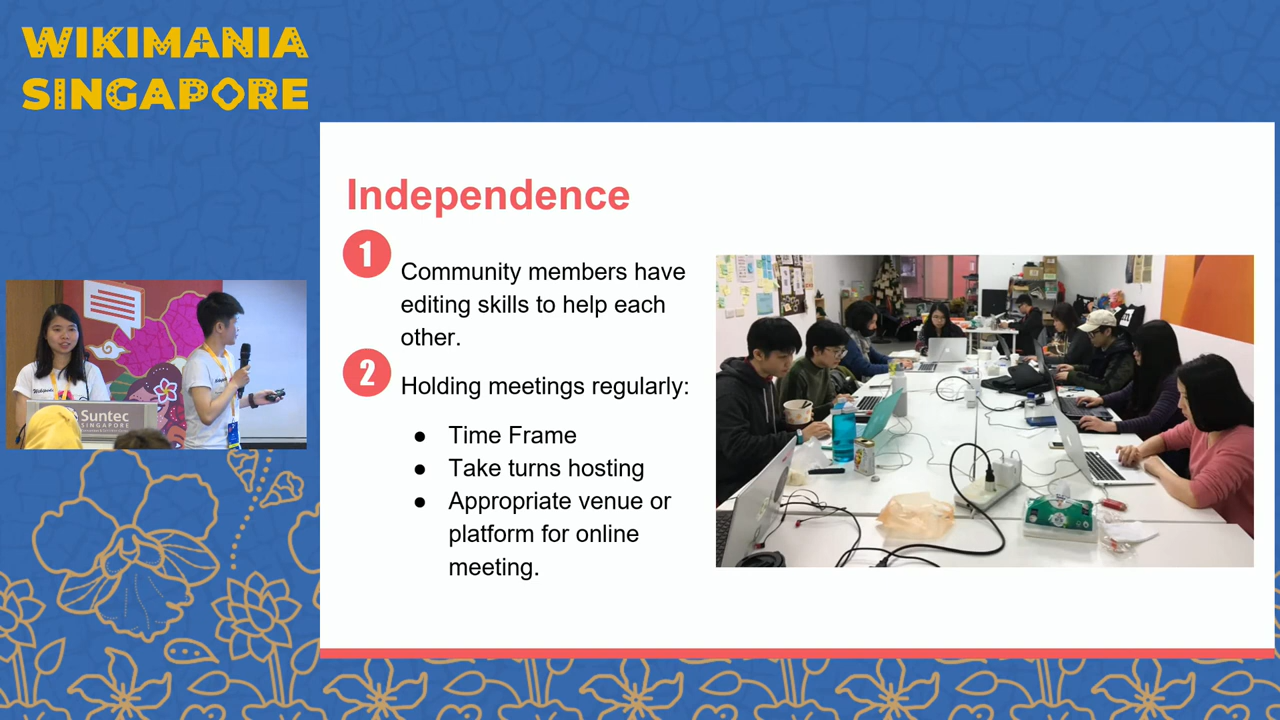 WIKIMANIA
SINGAPORE
Independence
1
Community members have
editing skills to help each
other.
2
Holding meetings regularly:
● Time Frame
● Take turns hosting
● Appropriate venue or
platform for online
meeting.
Suntec
SINGAPORE